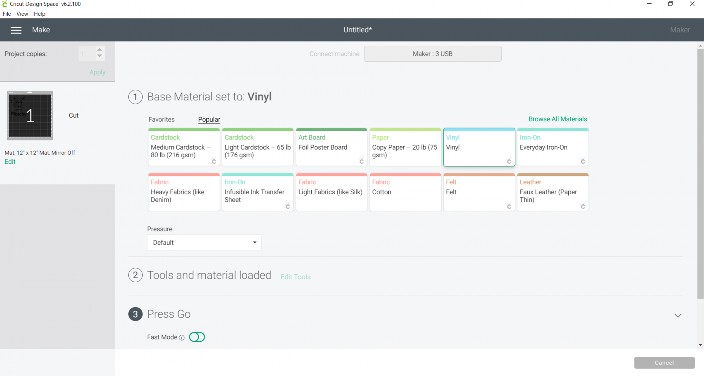 Cricut Design Space v6.2.100
File View Help
Make
Untitled*
Maker
Project copies:
Apply
1
Cut
Mat, 12" x 12" Mat, Mirror Off
Edit
Connect machine
Maker : 3 USB
1 Base Material set to: Vinyl
Favorites Popular Browse All Materials
Cardstock
Medium Cardstock – 80 lb (216 gsm)
Cardstock
Light Cardstock – 65 lb (176 gsm)
Art Board
Foil Poster Board
Paper
Copy Paper – 20 lb (75 gsm)
Vinyl
Vinyl
Iron-On
Everyday Iron-On
Fabric
Heavy Fabrics (like Denim)
Iron-On
Infusible Ink Transfer Sheet
Fabric
Light Fabrics (like Silk)
Fabric
Cotton
Felt
Felt
Leather
Faux Leather (Paper Thin)
Pressure
Default
2 Tools and material loaded Edit Tools
3 Press Go
Fast Mode
Cancel